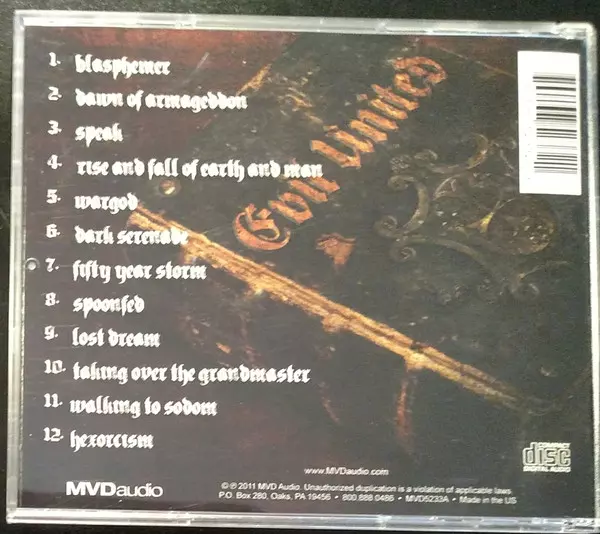 1. blasphemer
2. dawn of armageddon
3. speak
4. rise and fall of earth and man
5. wargod
6. dark serenade
7. fifty year storm
8. spoonfed
9. lost dream
10. taking over the grandmaster
11. walking to sodom
12. hexorcism
Evil United
www.MVDaudio.com
MVDaudio
© ℗ 2011 MVD Audio. Unauthorized duplication is a violation of applicable laws.
P.O. Box 280, Oaks, PA 19456 • 800.888.0486 • MVD5233A • Made in the US
COMPACT
disc
DIGITAL AUDIO